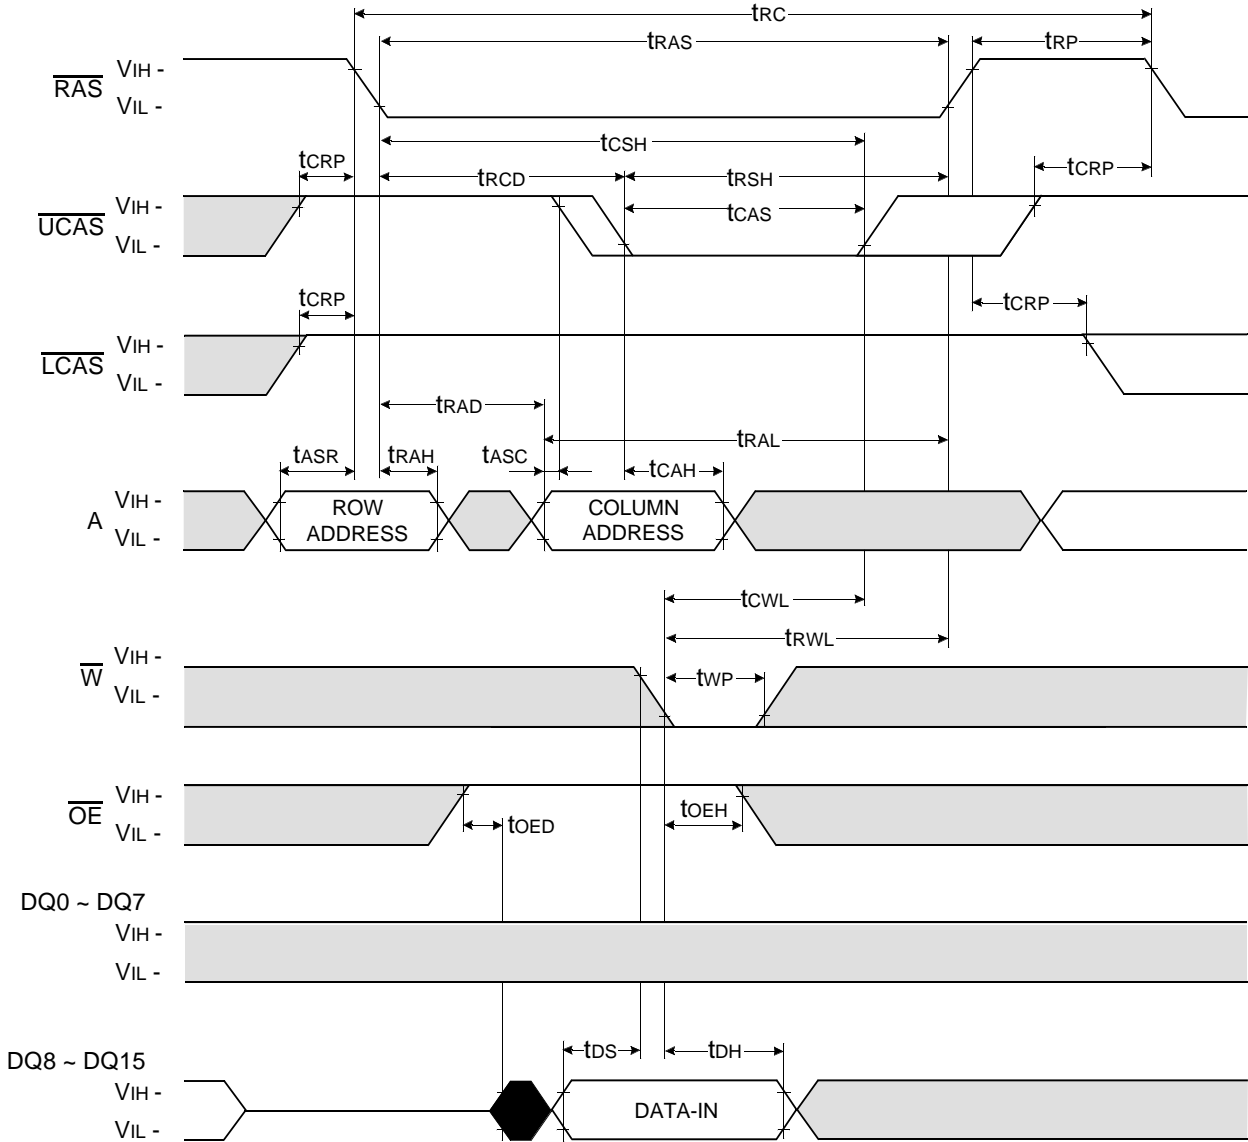 tRC
tRAS
tRP
RAS
VIH -
VIL -
tCSH
tCRP
tRCD
tRSH
tCRP
UCAS
VIH -
VIL -
tCAS
tCRP
tCRP
LCAS
VIH -
VIL -
tRAD
tRAL
tASR
tRAH
tASC
tCAH
A
VIH -
VIL -
ROW
ADDRESS
COLUMN
ADDRESS
tCWL
tRWL
W
VIH -
VIL -
tWP
OE
VIH -
VIL -
tOED
tOEH
DQ0 ~ DQ7
VIH -
VIL -
tDS
tDH
DQ8 ~ DQ15
VIH -
VIL -
DATA-IN